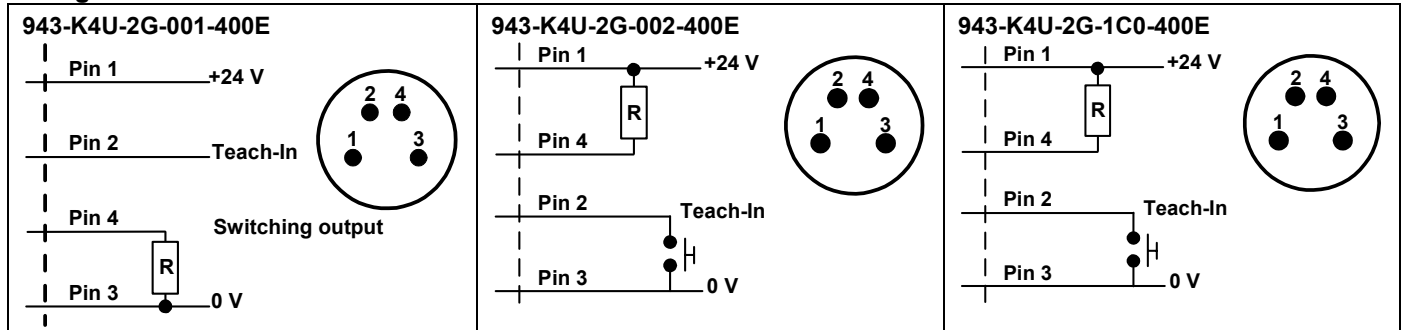 943-K4U-2G-001-400E
Pin 1
+24 V
Pin 2
Teach-In
Pin 4
Switching output
R
Pin 3
0 V
2 4
1 3
943-K4U-2G-002-400E
Pin 1
+24 V
R
Pin 4
Pin 2
Teach-In
Pin 3
0 V
2 4
1 3
943-K4U-2G-1C0-400E
Pin 1
+24 V
R
Pin 4
Pin 2
Teach-In
Pin 3
0 V
2 4
1 3